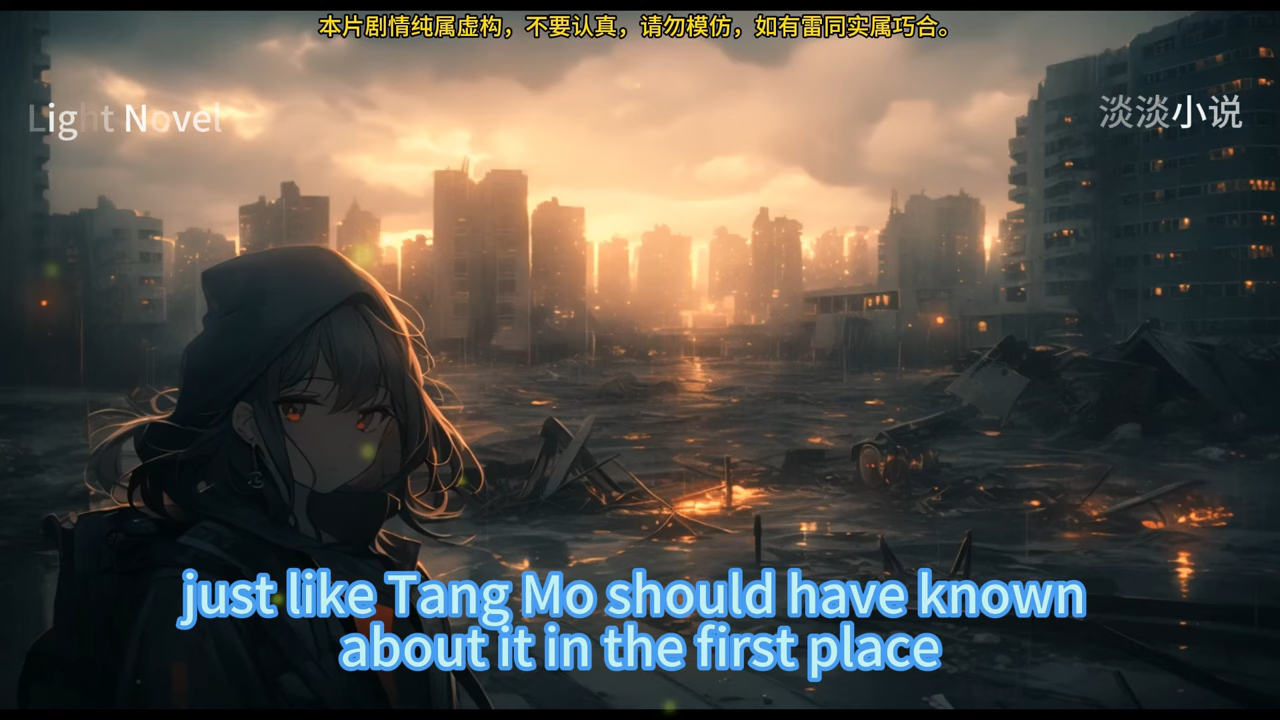 本片剧情纯属虚构，不要认真，请勿模仿，如有雷同实属巧合。
Light Novel
淡淡小说
just like Tang Mo should have known
about it in the first place